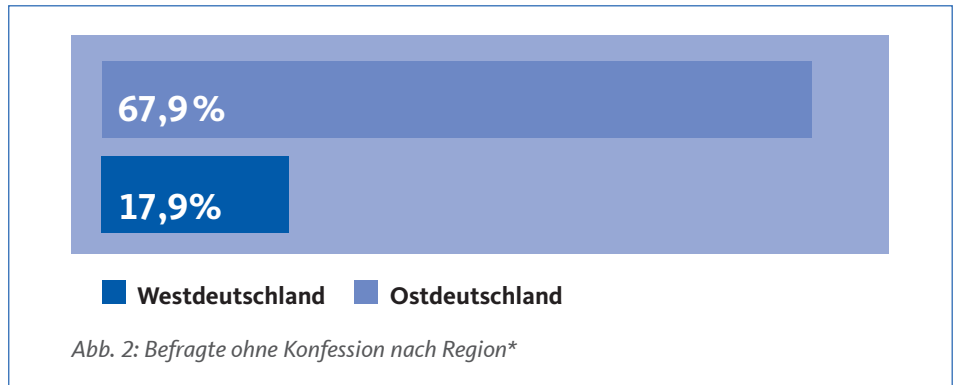 67,9 %
17,9%
Westdeutschland Ostdeutschland
Abb. 2: Befragte ohne Konfession nach Region*